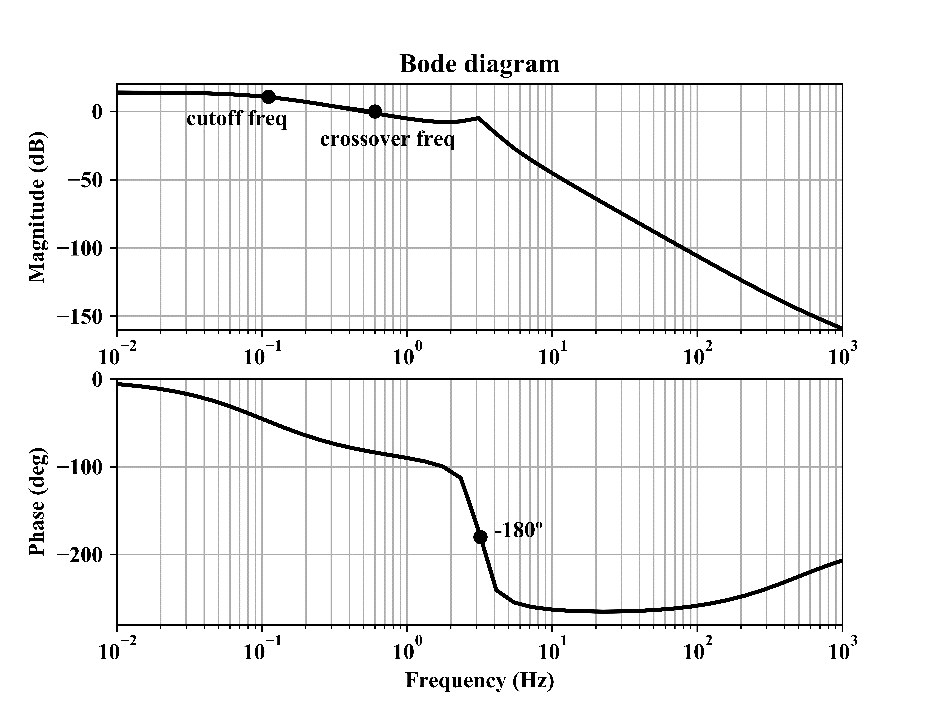 Bode diagram
Magnitude (dB)
0
−50
−100
−150
cutoff freq
crossover freq
10⁻² 10⁻¹ 10⁰ 10¹ 10² 10³
Phase (deg)
0
−100
−200
-180º
10⁻² 10⁻¹ 10⁰ 10¹ 10² 10³
Frequency (Hz)